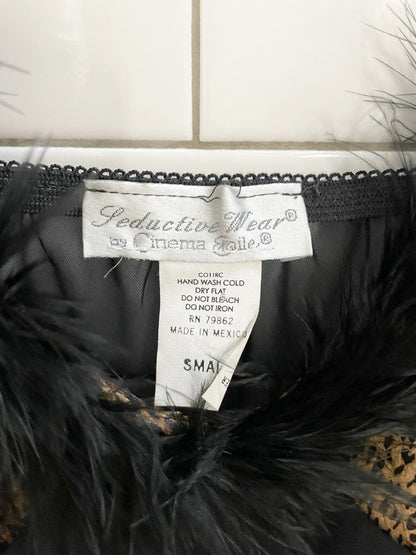 Seductive Wear®
by Cinema Etoile®
CO11RC
HAND WASH COLD
DRY FLAT
DO NOT BLEACH
DO NOT IRON
RN 79862
MADE IN MEXICO